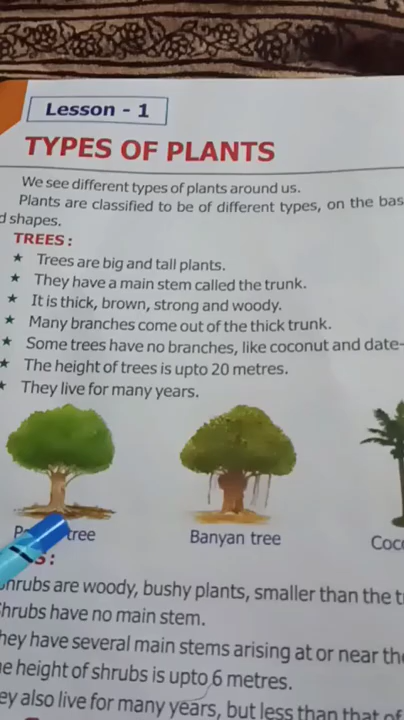 Lesson - 1
TYPES OF PLANTS
We see different types of plants around us.
Plants are classified to be of different types, on the bas
d shapes.
TREES :
★ Trees are big and tall plants.
★ They have a main stem called the trunk.
★ It is thick, brown, strong and woody.
★ Many branches come out of the thick trunk.
★ Some trees have no branches, like coconut and date-
★ The height of trees is upto 20 metres.
★ They live for many years.
tree
Banyan tree
Coco
S :
Shrubs are woody, bushy plants, smaller than the t
Shrubs have no main stem.
They have several main stems arising at or near the
he height of shrubs is upto 6 metres.
ey also live for many years, but less than that of